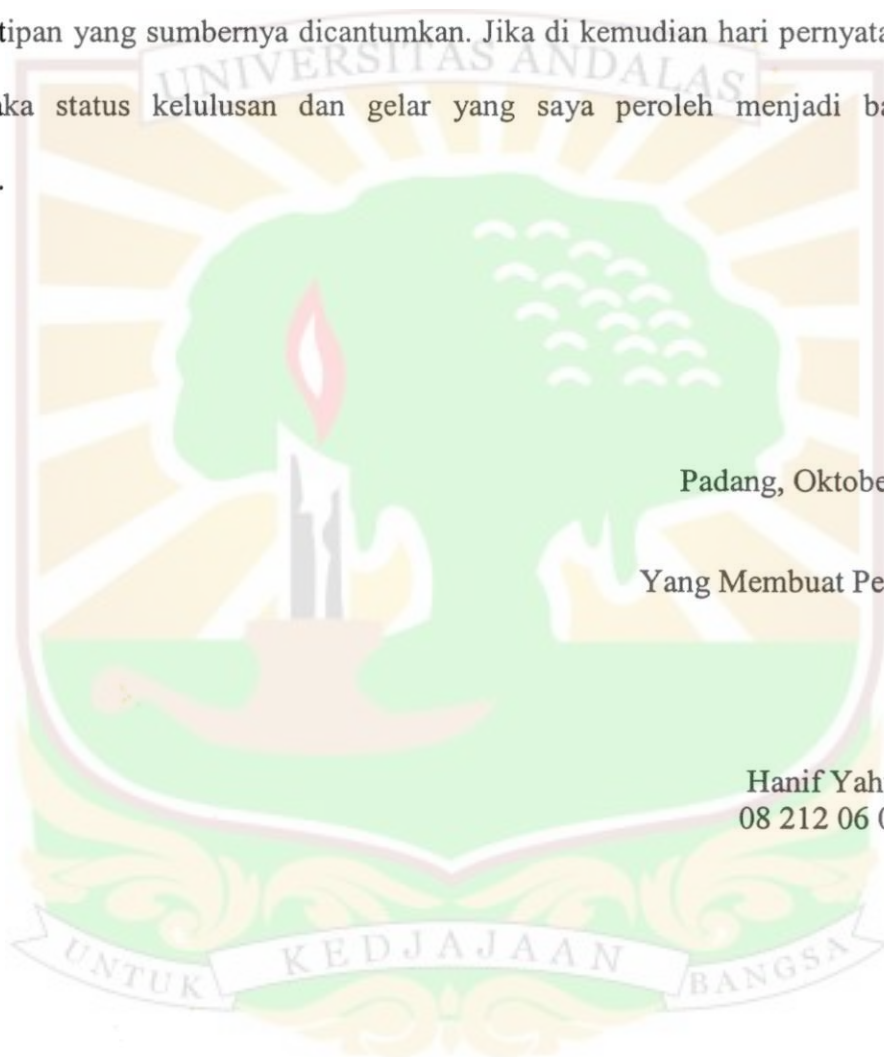 tipan yang sumbernya dicantumkan. Jika di kemudian hari pernyata
UNIVERSITAS ANDALAS
ka status kelulusan dan gelar yang saya peroleh menjadi ba
.
Padang, Oktobe
Yang Membuat Pe
Hanif Yah
08 212 06 0
UNTUK KEDJAJAAN BANGSA